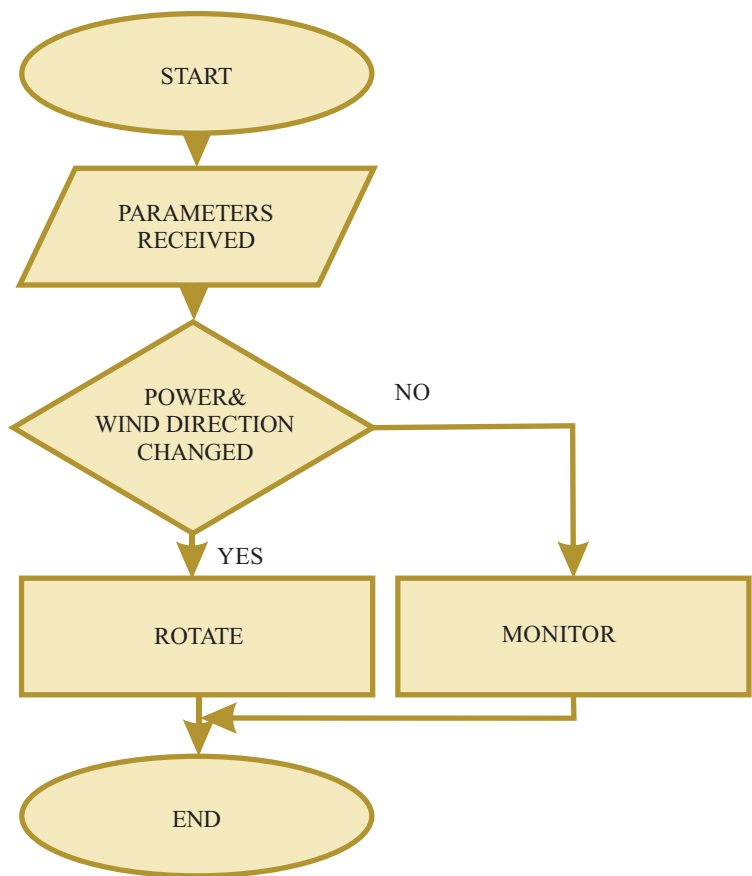 START
PARAMETERS
RECEIVED
POWER&
WIND DIRECTION
CHANGED
NO
YES
ROTATE
MONITOR
END